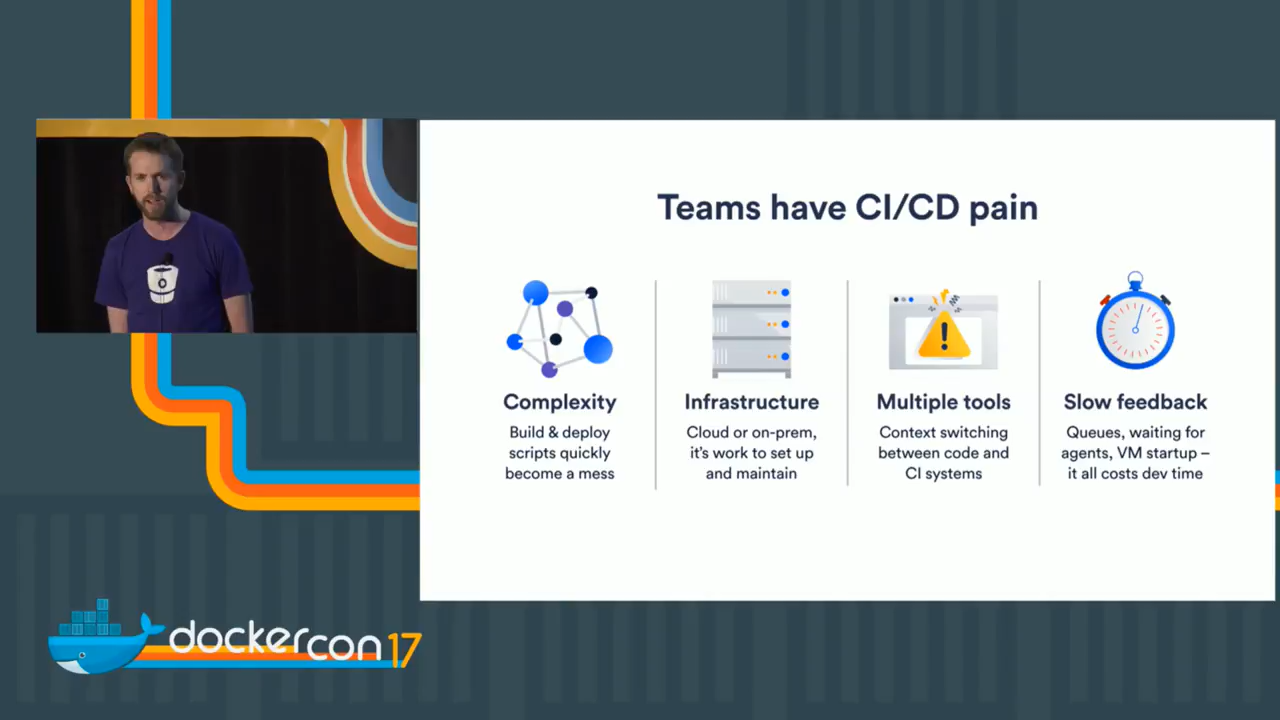 Teams have CI/CD pain
Complexity
Build & deploy
scripts quickly
become a mess
Infrastructure
Cloud or on-prem,
it's work to set up
and maintain
Multiple tools
Context switching
between code and
CI systems
Slow feedback
Queues, waiting for
agents, VM startup –
it all costs dev time
dockercon 17